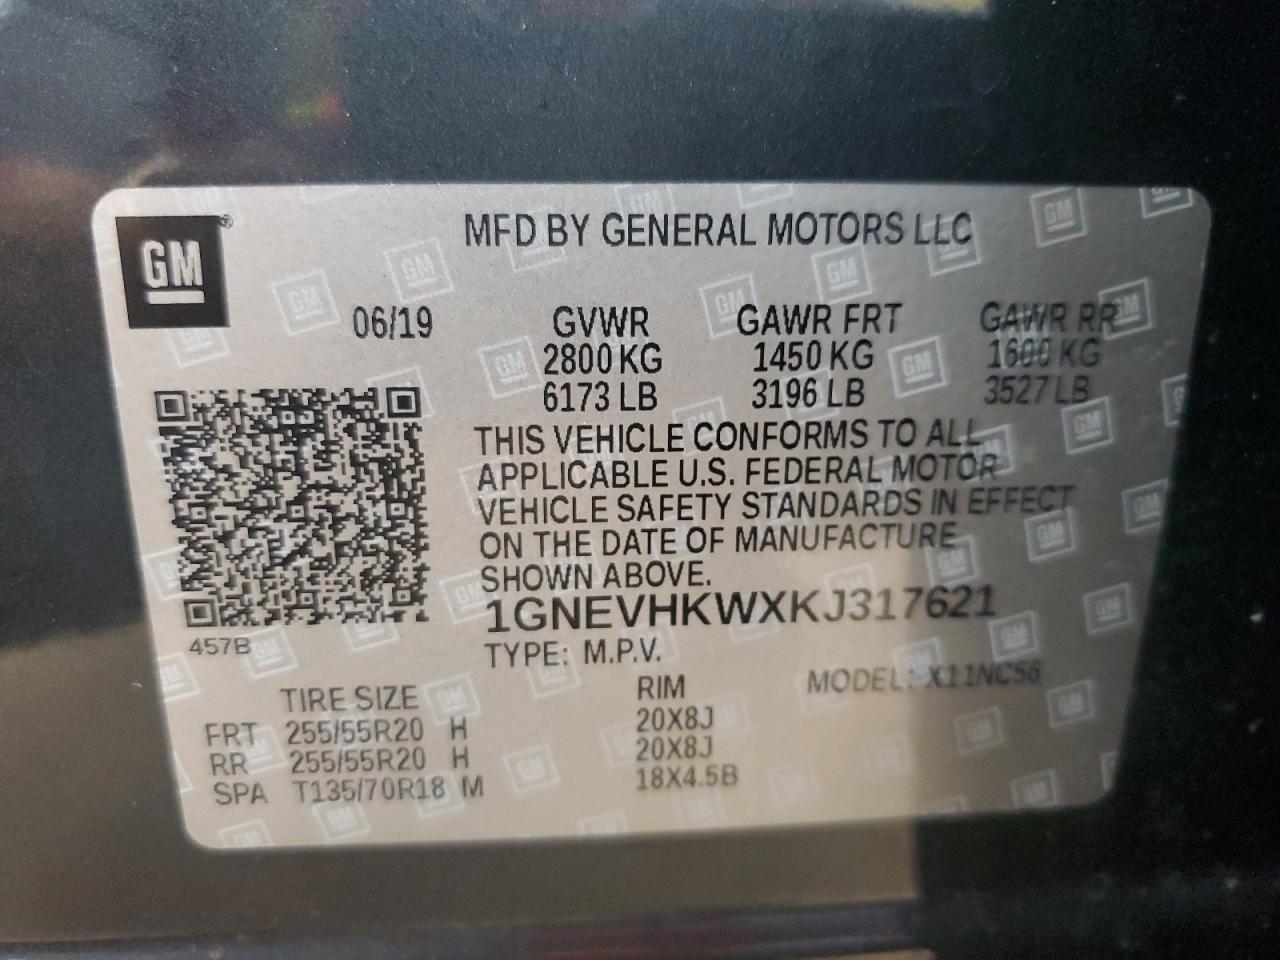 GM®
MFD BY GENERAL MOTORS LLC
06/19 GVWR GAWR FRT GAWR RR
2800 KG 1450 KG 1600 KG
6173 LB 3196 LB 3527 LB
THIS VEHICLE CONFORMS TO ALL
APPLICABLE U.S. FEDERAL MOTOR
VEHICLE SAFETY STANDARDS IN EFFECT
ON THE DATE OF MANUFACTURE
SHOWN ABOVE.
1GNEVHKWXKJ317621
457B
TYPE: M.P.V.
MODEL: X11NC56
TIRE SIZE RIM
FRT 255/55R20 H 20X8J
RR 255/55R20 H 20X8J
SPA T135/70R18 M 18X4.5B